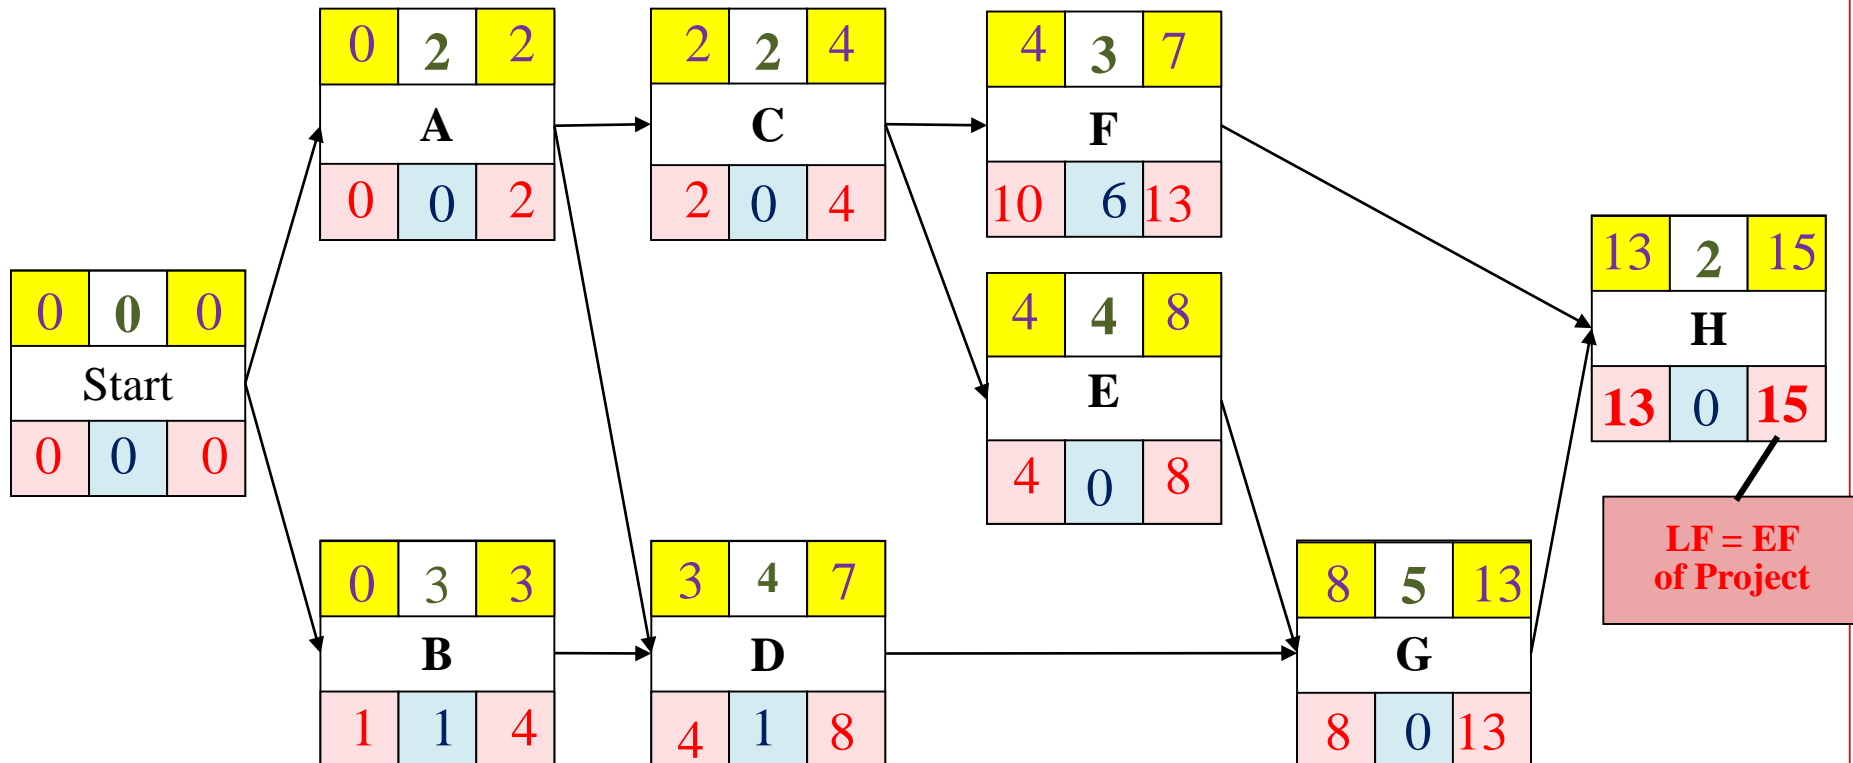 0 2 2
A
0 0 2
2 2 4
C
2 0 4
4 3 7
F
10 6 13
0 0 0
Start
0 0 0
4 4 8
E
4 0 8
13 2 15
H
13 0 15
LF = EF
of Project
0 3 3
B
1 1 4
3 4 7
D
4 1 8
8 5 13
G
8 0 13